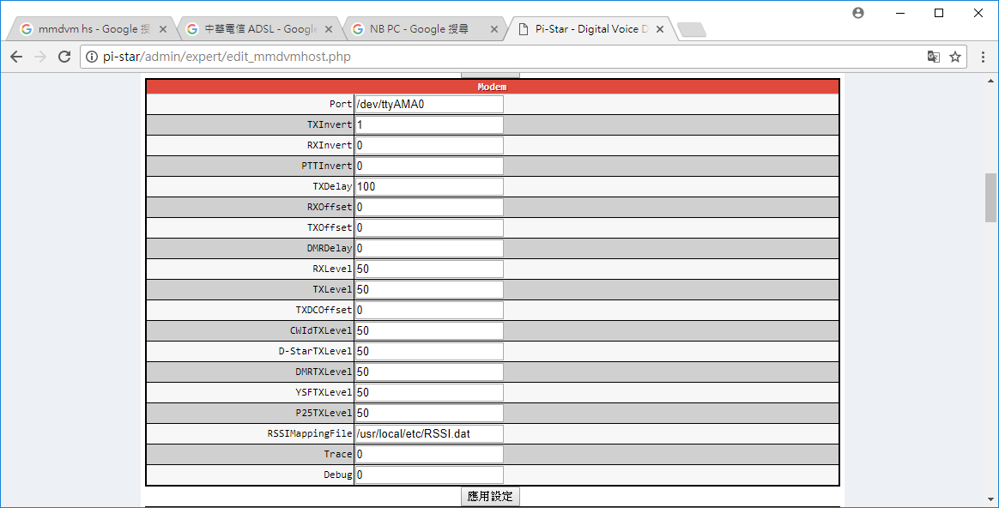 mmdvm hs - Google 搜
中華電信 ADSL - Google
NB PC - Google 搜尋
Pi-Star - Digital Voice D
pi-star/admin/expert/edit_mmdvmhost.php
Modem
Port /dev/ttyAMA0
TXInvert 1
RXInvert 0
PTTInvert 0
TXDelay 100
RXOffset 0
TXOffset 0
DMRDelay 0
RXLevel 50
TXLevel 50
TXDCOffset 0
CWIdTXLevel 50
D-StarTXLevel 50
DMRTXLevel 50
YSFTXLevel 50
P25TXLevel 50
RSSIMappingFile /usr/local/etc/RSSI.dat
Trace 0
Debug 0
應用設定